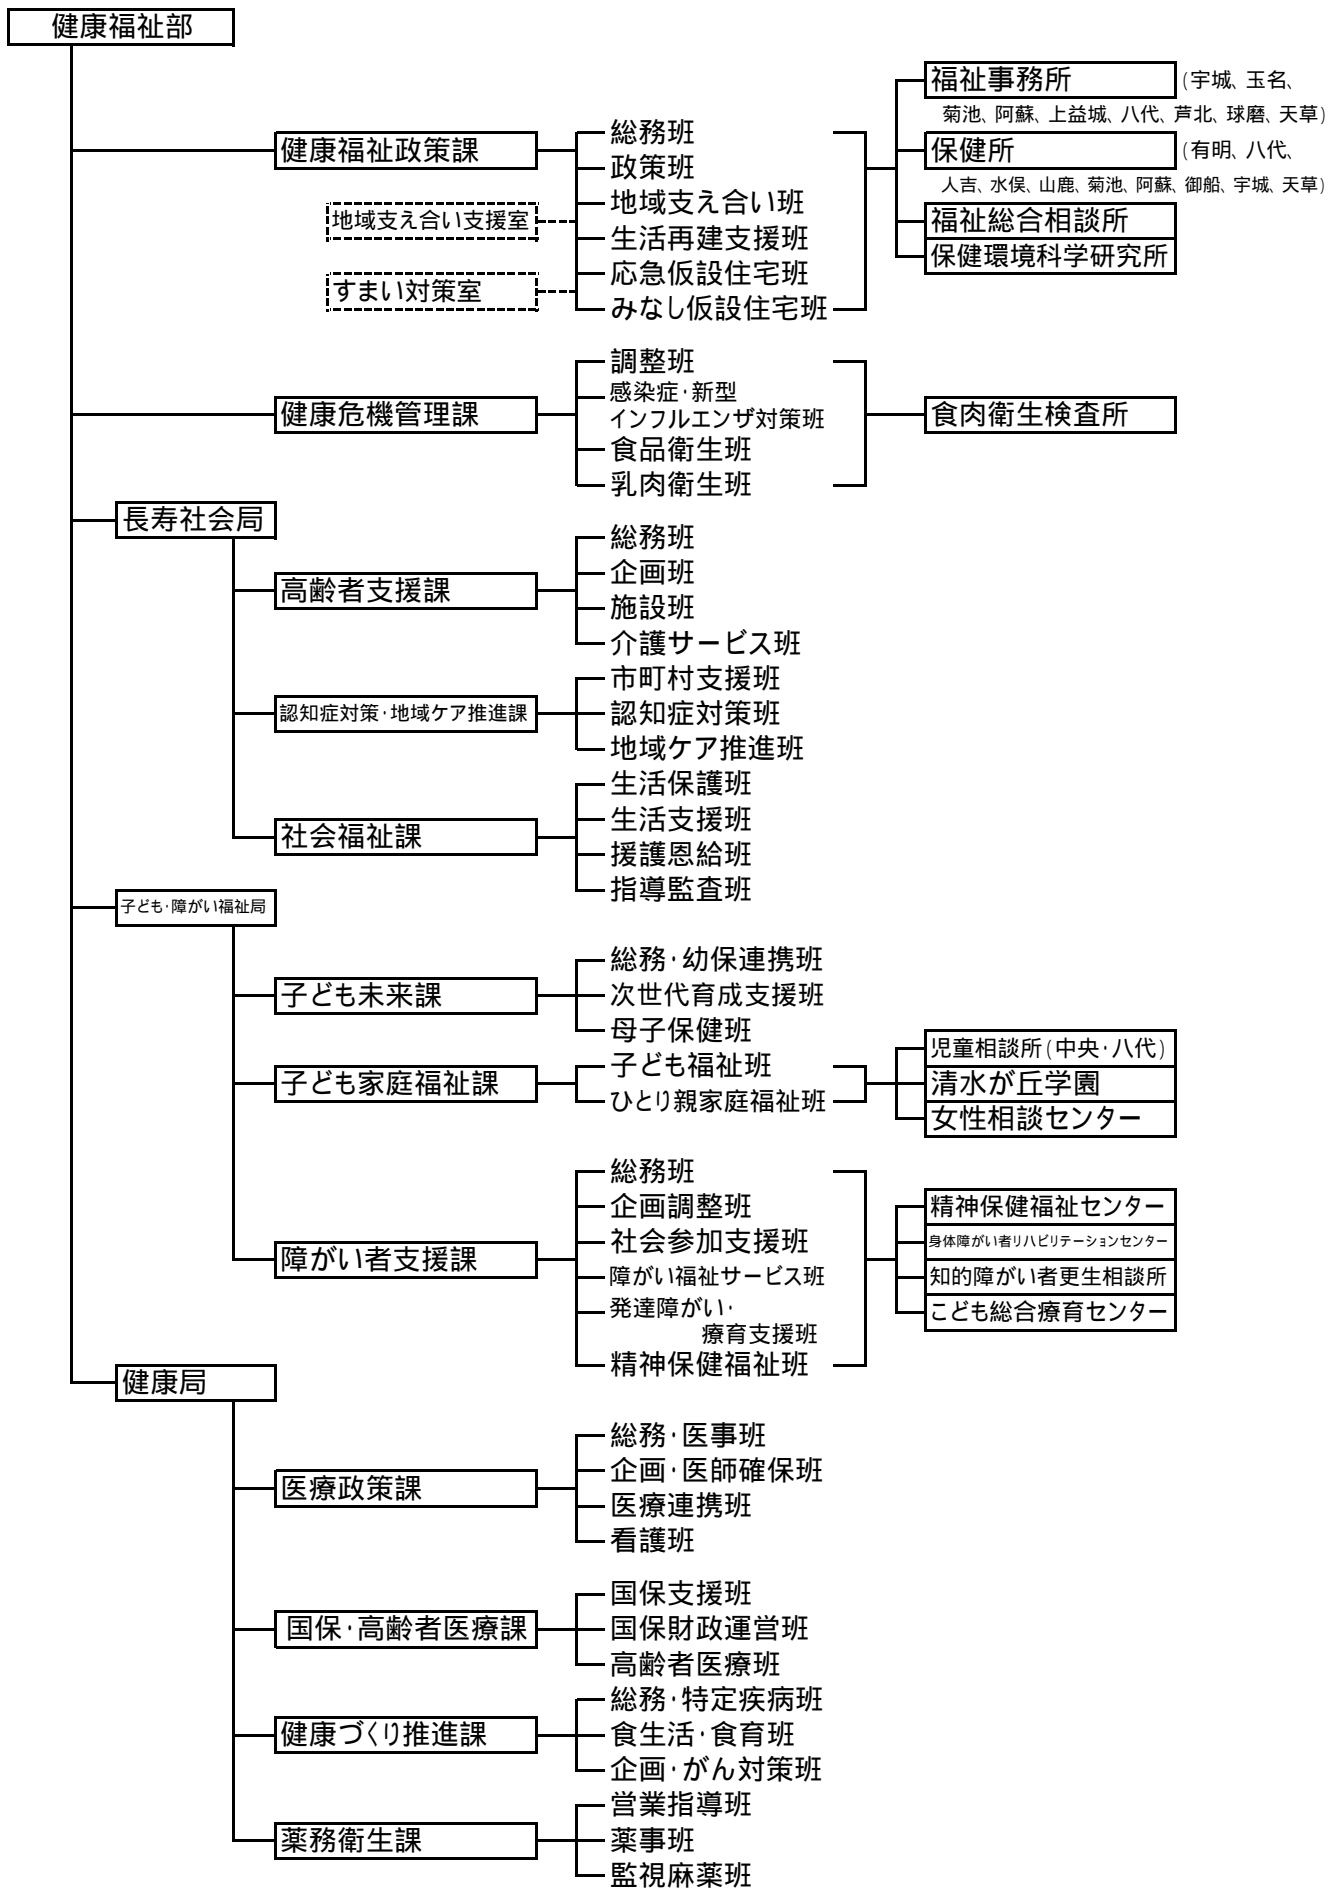 健康福祉部
健康福祉政策課
地域支え合い支援室
すまい対策室
総務班
政策班
地域支え合い班
生活再建支援班
応急仮設住宅班
みなし仮設住宅班
福祉事務所 (宇城、玉名、
菊池、阿蘇、上益城、八代、芦北、球磨、天草)
保健所 (有明、八代、
人吉、水俣、山鹿、菊池、阿蘇、御船、宇城、天草)
福祉総合相談所
保健環境科学研究所
健康危機管理課
調整班
感染症・新型
インフルエンザ対策班
食品衛生班
乳肉衛生班
食肉衛生検査所
長寿社会局
高齢者支援課
総務班
企画班
施設班
介護サービス班
認知症対策・地域ケア推進課
市町村支援班
認知症対策班
地域ケア推進班
社会福祉課
生活保護班
生活支援班
援護恩給班
指導監査班
子ども・障がい福祉局
子ども未来課
総務・幼保連携班
次世代育成支援班
母子保健班
子ども家庭福祉課
子ども福祉班
ひとり親家庭福祉班
児童相談所(中央・八代)
清水が丘学園
女性相談センター
障がい者支援課
総務班
企画調整班
社会参加支援班
障がい福祉サービス班
発達障がい・
療育支援班
精神保健福祉班
精神保健福祉センター
身体障がい者リハビリテーションセンター
知的障がい者更生相談所
こども総合療育センター
健康局
医療政策課
総務・医事班
企画・医師確保班
医療連携班
看護班
国保・高齢者医療課
国保支援班
国保財政運営班
高齢者医療班
健康づくり推進課
総務・特定疾病班
食生活・食育班
企画・がん対策班
薬務衛生課
営業指導班
薬事班
監視麻薬班